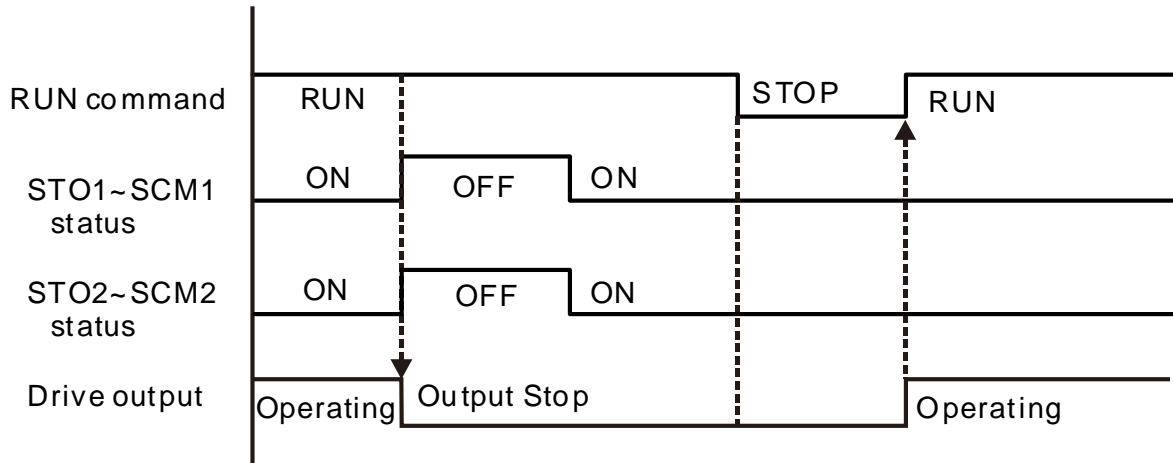 RUN command
RUN
STOP
RUN
STO1~SCM1
status
ON
OFF
ON
STO2~SCM2
status
ON
OFF
ON
Drive output
Operating
Output Stop
Operating